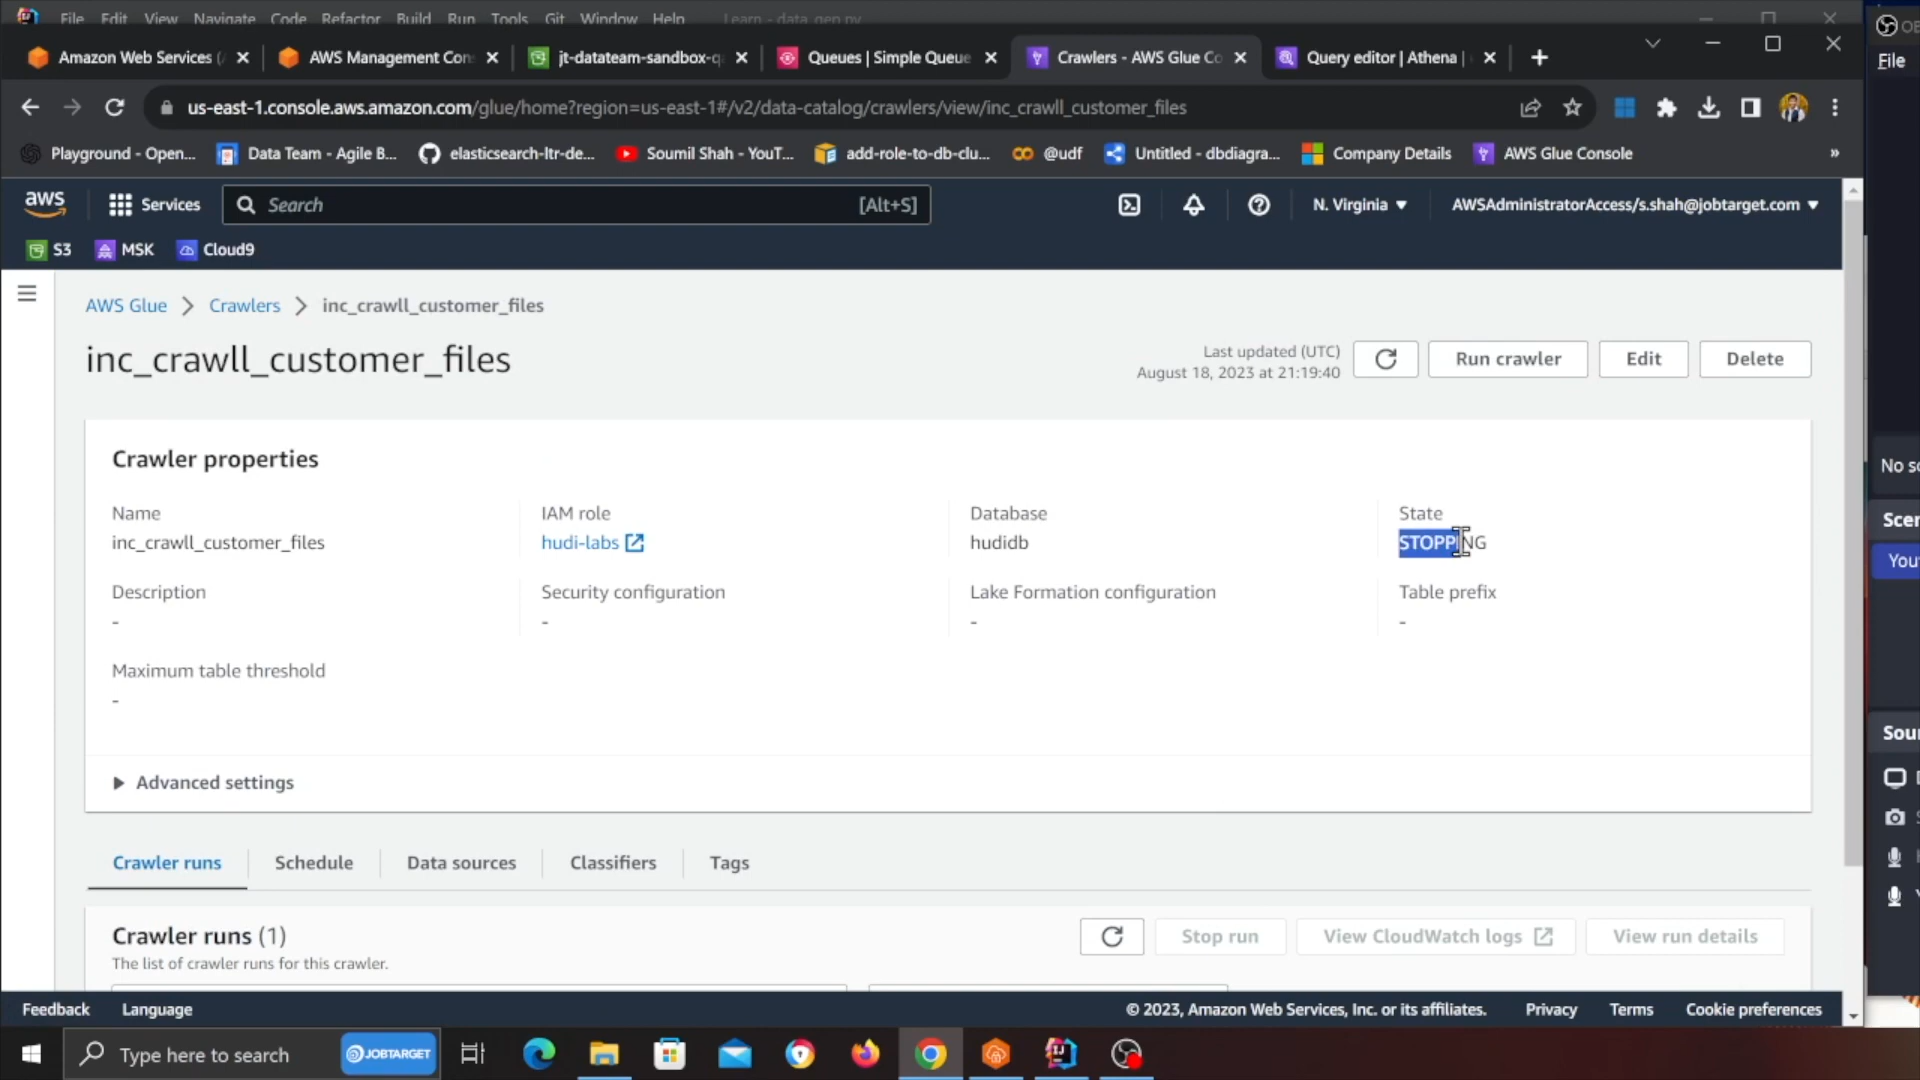 File Edit View Navigate Code Refactor Build Run Tools Git Window Help Learn - data_gen.py
Amazon Web Services (
AWS Management Con
jt-datateam-sandbox-q
Queues | Simple Queue
Crawlers - AWS Glue Co
Query editor | Athena |
File
us-east-1.console.aws.amazon.com/glue/home?region=us-east-1#/v2/data-catalog/crawlers/view/inc_crawll_customer_files
Playground - Open...
Data Team - Agile B...
elasticsearch-ltr-de...
Soumil Shah - YouT...
add-role-to-db-clu...
@udf
Untitled - dbdiagra...
Company Details
AWS Glue Console
»
aws
Services
Search
[Alt+S]
N. Virginia
AWSAdministratorAccess/s.shah@jobtarget.com
S3
MSK
Cloud9
AWS Glue > Crawlers > inc_crawll_customer_files
inc_crawll_customer_files
Last updated (UTC)
August 18, 2023 at 21:19:40
Run crawler
Edit
Delete
Crawler properties
Name
inc_crawll_customer_files
IAM role
hudi-labs
Database
hudidb
State
STOPPING
Description
-
Security configuration
-
Lake Formation configuration
-
Table prefix
-
Maximum table threshold
-
Advanced settings
Crawler runs
Schedule
Data sources
Classifiers
Tags
Crawler runs (1)
The list of crawler runs for this crawler.
Stop run
View CloudWatch logs
View run details
Feedback
Language
© 2023, Amazon Web Services, Inc. or its affiliates.
Privacy
Terms
Cookie preferences
Type here to search
JOBTARGET
No